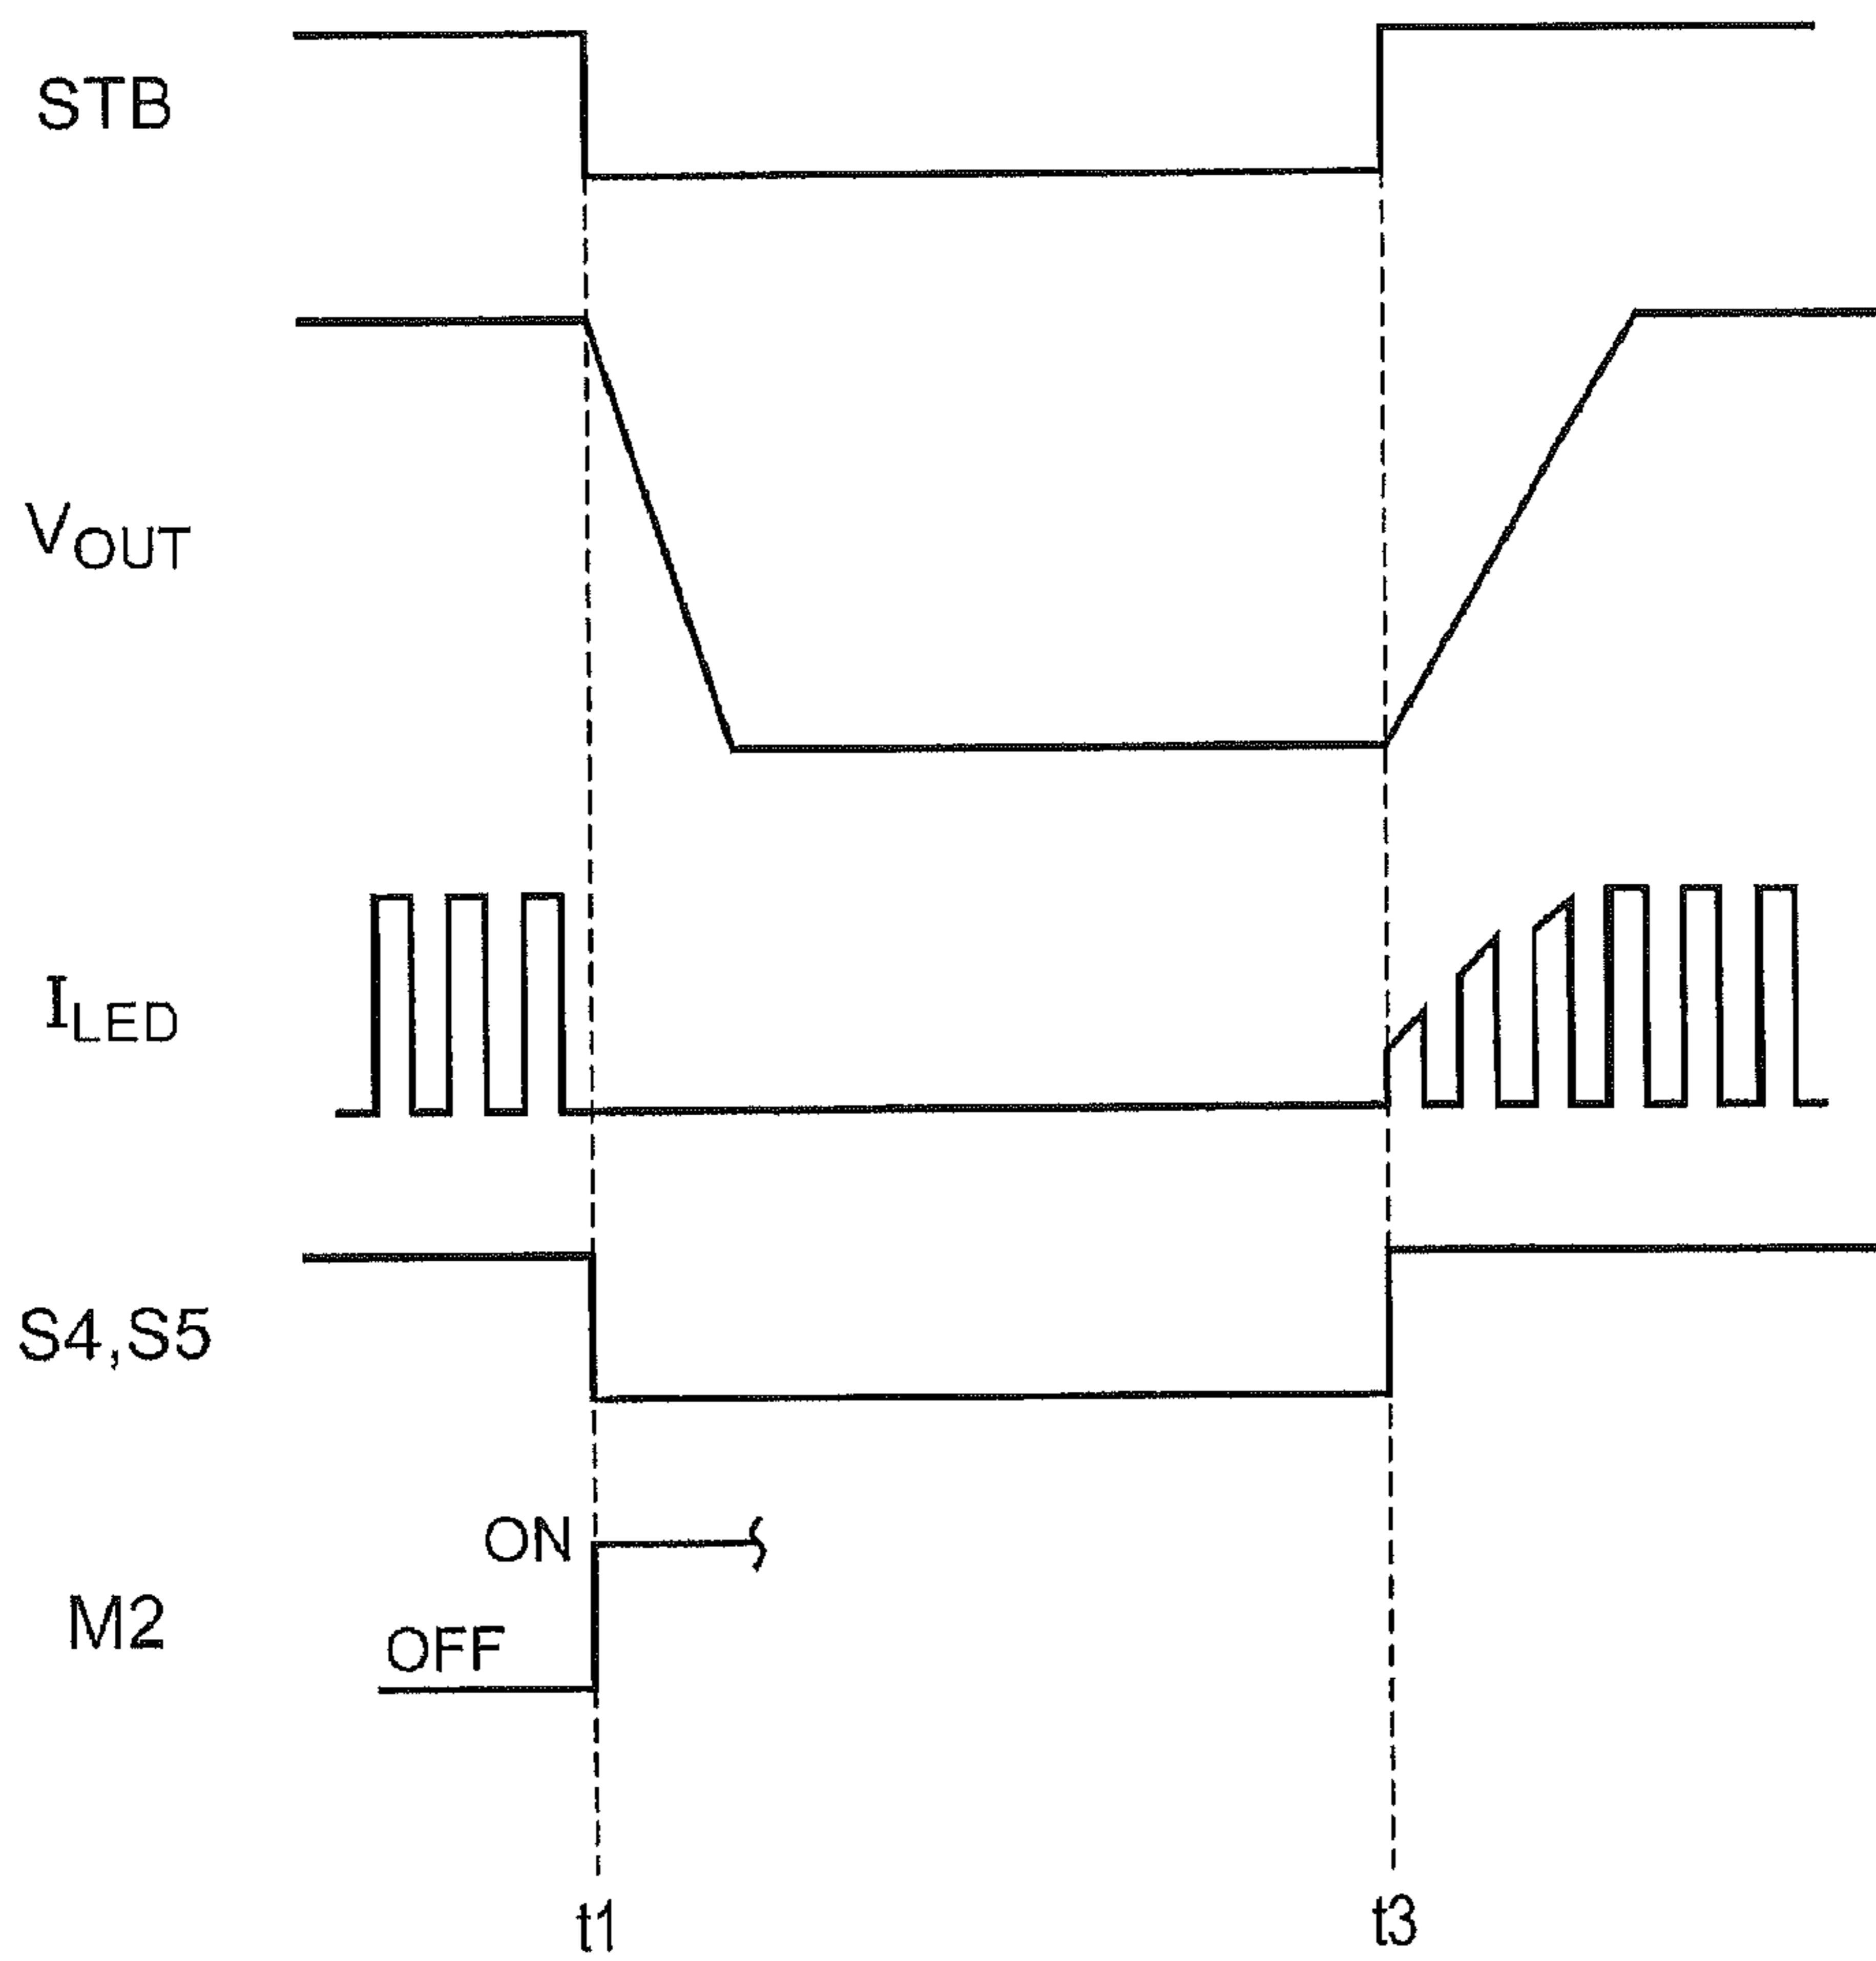 STB
VOUT
ILED
S4,S5
ON
M2
OFF
t1
t3